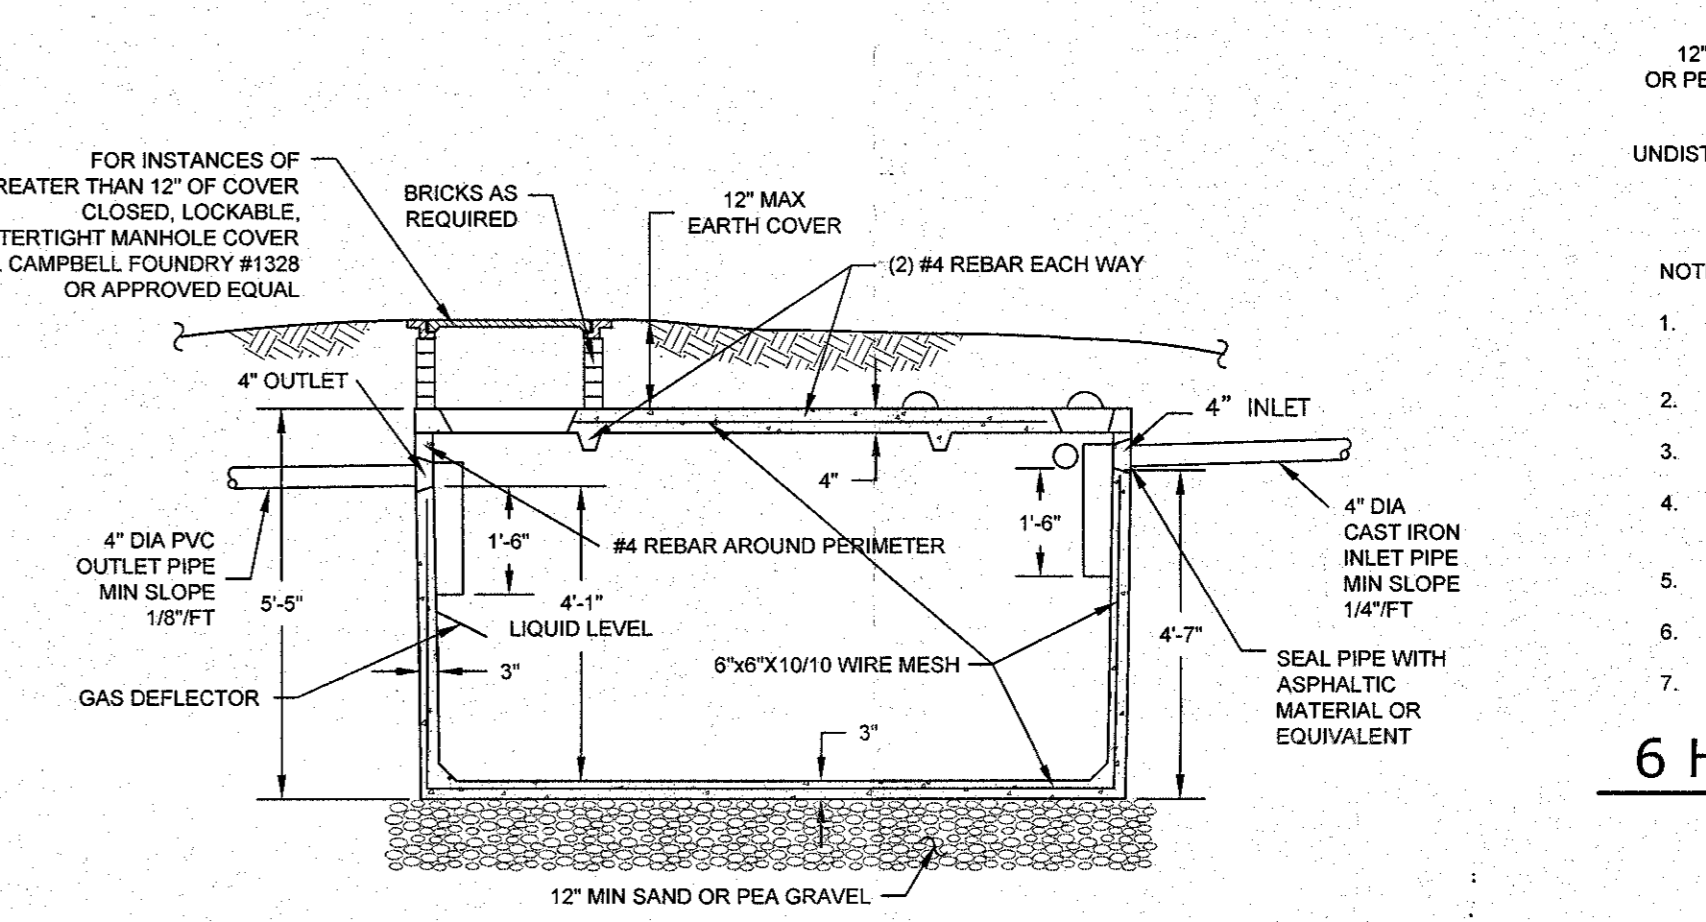 FOR INSTANCES OF
REATER THAN 12" OF COVER
CLOSED, LOCKABLE,
TERTIGHT MANHOLE COVER
CAMPBELL FOUNDRY #1328
OR APPROVED EQUAL
BRICKS AS
REQUIRED
12" MAX
EARTH COVER
(2) #4 REBAR EACH WAY
4" OUTLET
4" INLET
4" DIA PVC
OUTLET PIPE
MIN SLOPE
1/8"/FT
5'-5"
1'-6"
#4 REBAR AROUND PERIMETER
4'-1"
LIQUID LEVEL
GAS DEFLECTOR
3"
4"
1'-6"
6"x6"X10/10 WIRE MESH
3"
4" DIA
CAST IRON
INLET PIPE
MIN SLOPE
1/4"/FT
4'-7"
SEAL PIPE WITH
ASPHALTIC
MATERIAL OR
EQUIVALENT
12" MIN SAND OR PEA GRAVEL
12"
OR PE
UNDIST
NOT
1.
2.
3.
4.
5.
6.
7.
6 H